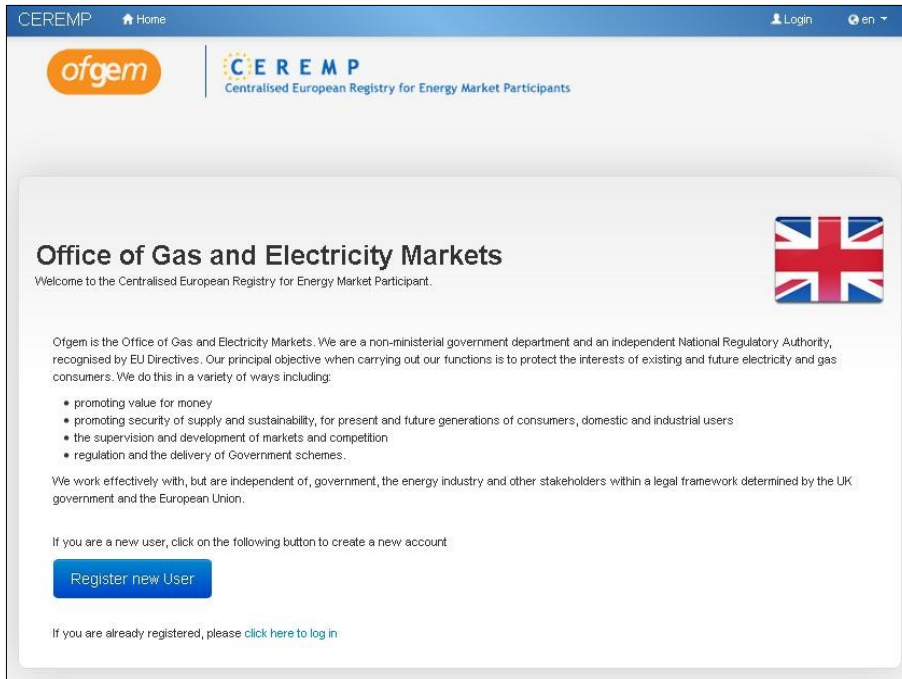 CEREMP Home Login en
ofgem
CEREMP
Centralised European Registry for Energy Market Participants
Office of Gas and Electricity Markets
Welcome to the Centralised European Registry for Energy Market Participant.
Ofgem is the Office of Gas and Electricity Markets. We are a non-ministerial government department and an independent National Regulatory Authority,
recognised by EU Directives. Our principal objective when carrying out our functions is to protect the interests of existing and future electricity and gas
consumers. We do this in a variety of ways including:
• promoting value for money
• promoting security of supply and sustainability, for present and future generations of consumers, domestic and industrial users
• the supervision and development of markets and competition
• regulation and the delivery of Government schemes.
We work effectively with, but are independent of, government, the energy industry and other stakeholders within a legal framework determined by the UK
government and the European Union.
If you are a new user, click on the following button to create a new account
Register new User
If you are already registered, please click here to log in